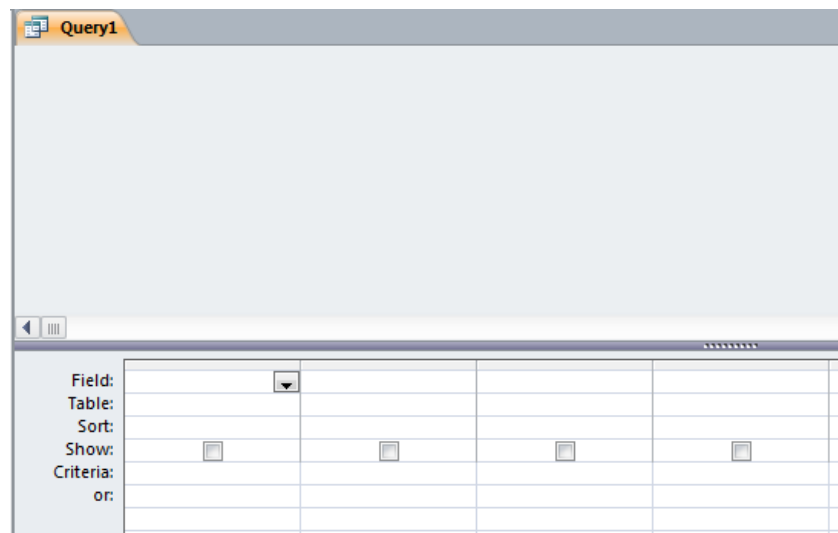 Query1
Field:
Table:
Sort:
Show:
Criteria:
or: